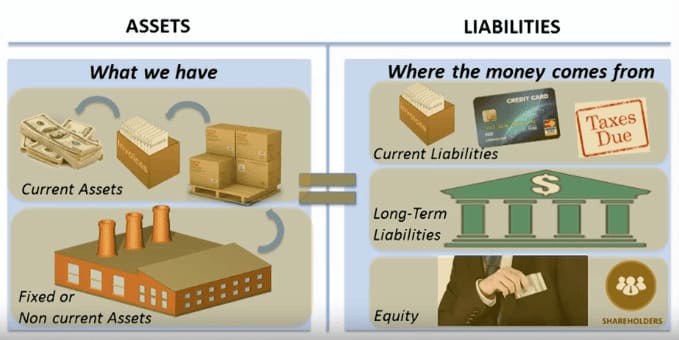 ASSETS
LIABILITIES
What we have
Invoices
Current Assets
Fixed or
Non current Assets
Where the money comes from
Invoices
CREDIT CARD
Taxes
Due
Current Liabilities
$
Long-Term
Liabilities
Equity
SHAREHOLDERS